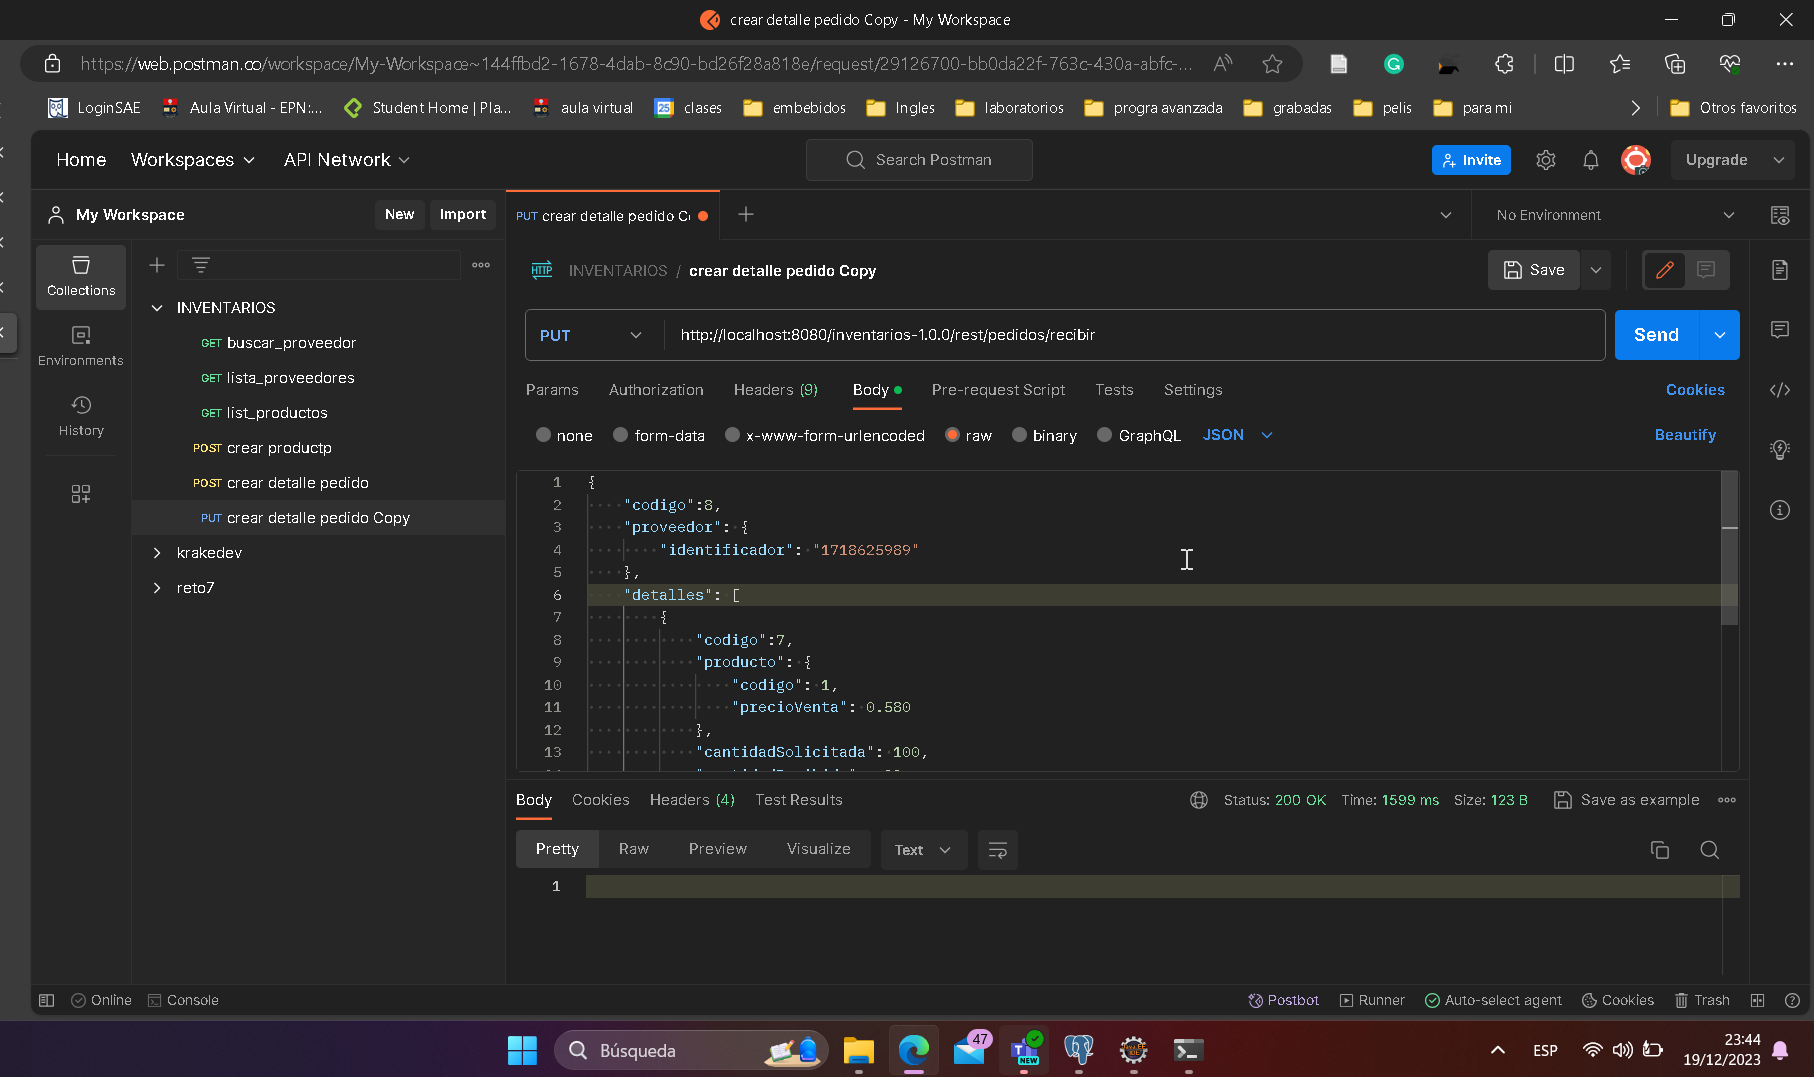 crear detalle pedido Copy - My Workspace
https://web.postman.co/workspace/My-Workspace~144ffbd2-1678-4dab-8c90-bd26f28a818e/request/29126700-bb0da22f-763c-430a-abfc-...
LoginSAE
Aula Virtual - EPN:...
Student Home | Pla...
aula virtual
25 clases
embebidos
Ingles
laboratorios
progra avanzada
grabadas
pelis
para mi
Otros favoritos
Home
Workspaces
API Network
Search Postman
Invite
Upgrade
My Workspace
New
Import
PUT crear detalle pedido C
No Environment
Collections
Environments
History
INVENTARIOS
GET buscar_proveedor
GET lista_proveedores
GET list_productos
POST crear productp
POST crear detalle pedido
PUT crear detalle pedido Copy
krakedev
reto7
HTTP INVENTARIOS / crear detalle pedido Copy
Save
PUT
http://localhost:8080/inventarios-1.0.0/rest/pedidos/recibir
Send
Params
Authorization
Headers (9)
Body
Pre-request Script
Tests
Settings
Cookies
none
form-data
x-www-form-urlencoded
raw
binary
GraphQL
JSON
Beautify
1 {
2 "codigo":8,
3 "proveedor": {
4 "identificador": "1718625989"
5 },
6 "detalles": [
7 {
8 "codigo":7,
9 "producto": {
10 "codigo": 1,
11 "precioVenta": 0.580
12 },
13 "cantidadSolicitada": 100,
Body
Cookies
Headers (4)
Test Results
Status: 200 OK Time: 1599 ms Size: 123 B
Save as example
Pretty
Raw
Preview
Visualize
Text
1
Online
Console
Postbot
Runner
Auto-select agent
Cookies
Trash
Búsqueda
47
NEW
ESP
23:44
19/12/2023